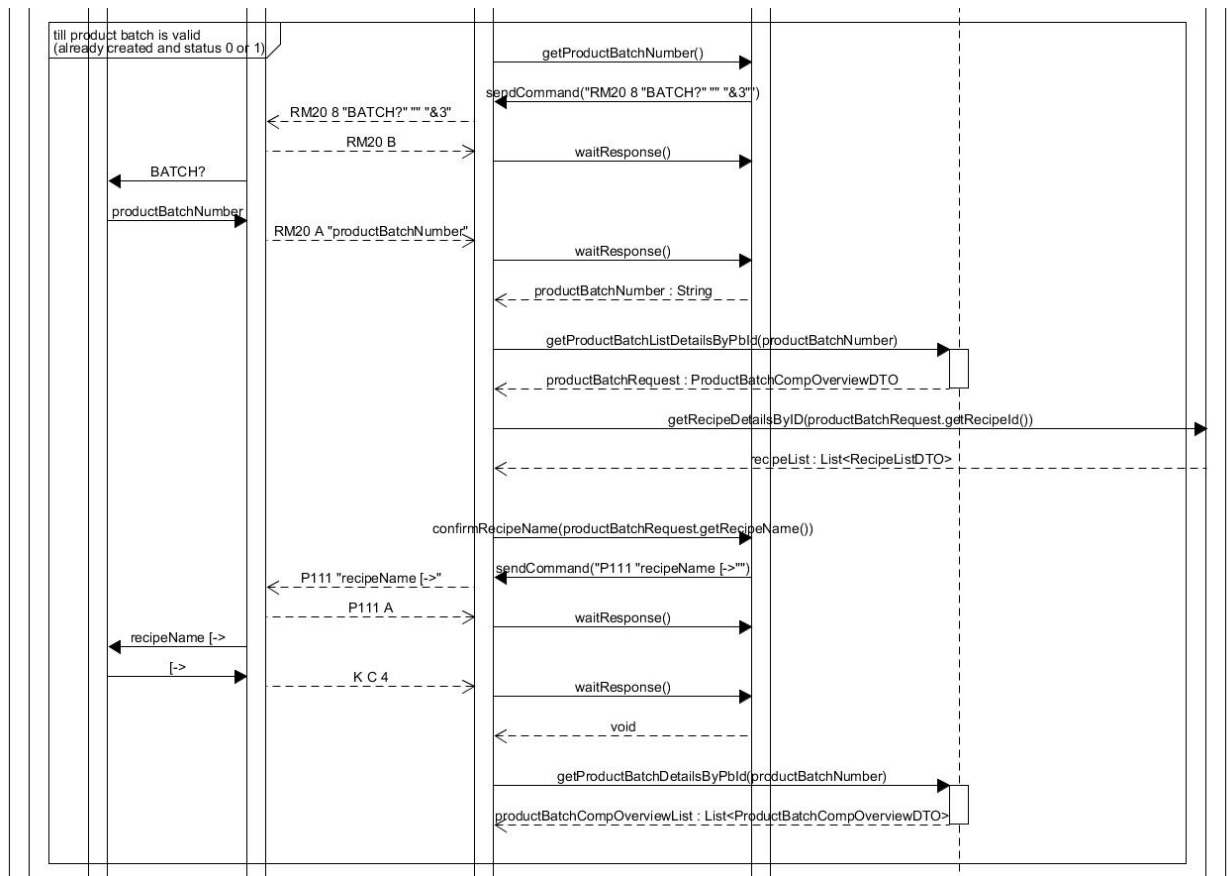 till product batch is valid
(already created and status 0 or 1)
getProductBatchNumber()
sendCommand("RM20 8 "BATCH?" "" "&3"")
RM20 8 "BATCH?" "" "&3"
RM20 B
waitResponse()
BATCH?
productBatchNumber
RM20 A "productBatchNumber"
waitResponse()
productBatchNumber : String
getProductBatchListDetailsByPbId(productBatchNumber)
productBatchRequest : ProductBatchCompOverviewDTO
getRecipeDetailsByID(productBatchRequest.getRecipeId())
recipeList : List<RecipeListDTO>
confirmRecipeName(productBatchRequest.getRecipeName())
sendCommand("P111 "recipeName [->"")
P111 "recipeName [->"
P111 A
waitResponse()
recipeName [->
[->
K C 4
waitResponse()
void
getProductBatchDetailsByPbId(productBatchNumber)
productBatchCompOverviewList : List<ProductBatchCompOverviewDTO>